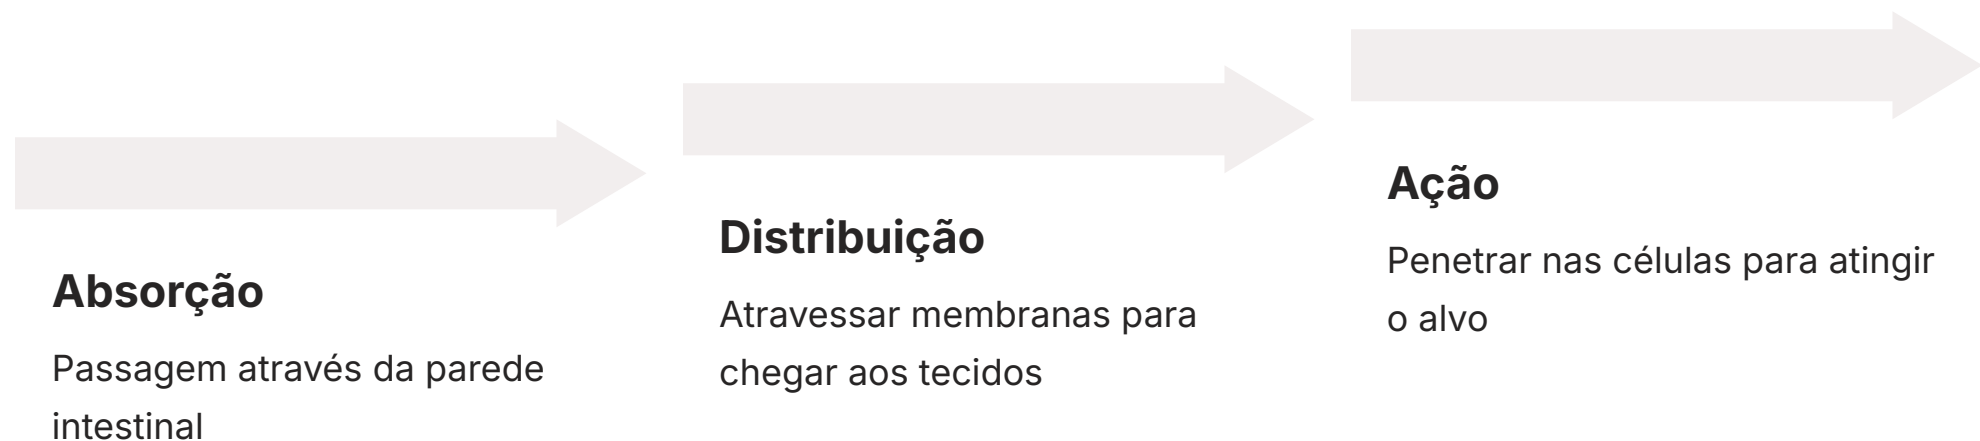 Absorção
Passagem através da parede
intestinal
Distribuição
Atravessar membranas para
chegar aos tecidos
Ação
Penetrar nas células para atingir
o alvo